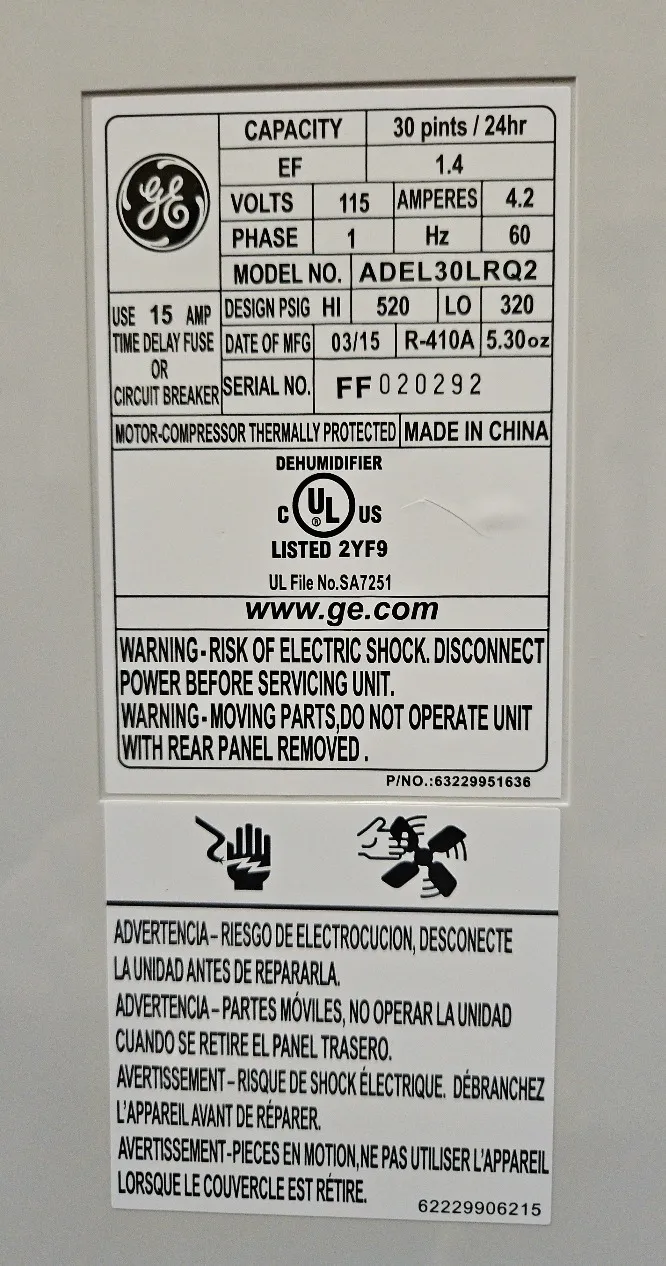 GE
CAPACITY 30 pints / 24hr
EF 1.4
VOLTS 115 AMPERES 4.2
PHASE 1 Hz 60
MODEL NO. ADEL30LRQ2
USE 15 AMP
TIME DELAY FUSE
OR
CIRCUIT BREAKER
DESIGN PSIG HI 520 LO 320
DATE OF MFG 03/15 R-410A 5.30oz
SERIAL NO. FF020292
MOTOR-COMPRESSOR THERMALLY PROTECTED MADE IN CHINA
DEHUMIDIFIER
C UL ® US
LISTED 2YF9
UL File No.SA7251
www.ge.com
WARNING-RISK OF ELECTRIC SHOCK. DISCONNECT
POWER BEFORE SERVICING UNIT.
WARNING-MOVING PARTS,DO NOT OPERATE UNIT
WITH REAR PANEL REMOVED.
P/NO.:63229951636
ADVERTENCIA-RIESGO DE ELECTROCUCION, DESCONECTE
LA UNIDAD ANTES DE REPARARLA.
ADVERTENCIA-PARTES MÓVILES, NO OPERAR LA UNIDAD
CUANDO SE RETIRE EL PANEL TRASERO.
AVERTISSEMENT-RISQUE DE SHOCK ÉLECTRIQUE. DÉBRANCHEZ
L'APPAREIL AVANT DE RÉPARER.
AVERTISSEMENT-PIECES EN MOTION,NE PAS UTILISER L'APPAREIL
LORSQUE LE COUVERCLE EST RÉTIRE.
62229906215